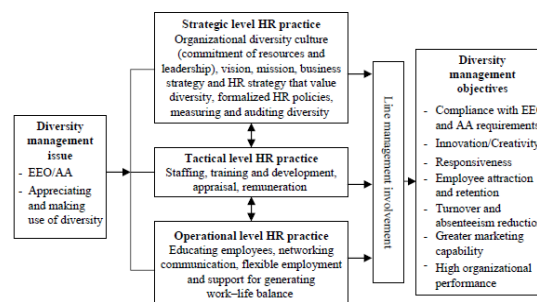 Strategic level HR practice
Organizational diversity culture
(commitment of resources and
leadership), vision, mission, business
strategy and HR strategy that value
diversity, formalized HR policies,
measuring and auditing diversity
Diversity
management
issue
- EEO/AA
- Appreciating
and making
use of diversity
Tactical level HR practice
Staffing, training and development,
appraisal, remuneration
Operational level HR practice
Educating employees, networking
communication, flexible employment
and support for generating
work–life balance
Line management involvement
Diversity
management
objectives
- Compliance with EEO
and AA requirements
- Innovation/Creativity
- Responsiveness
- Employee attraction
and retention
- Turnover and
absenteeism reduction
- Greater marketing
capability
- High organizational
performance